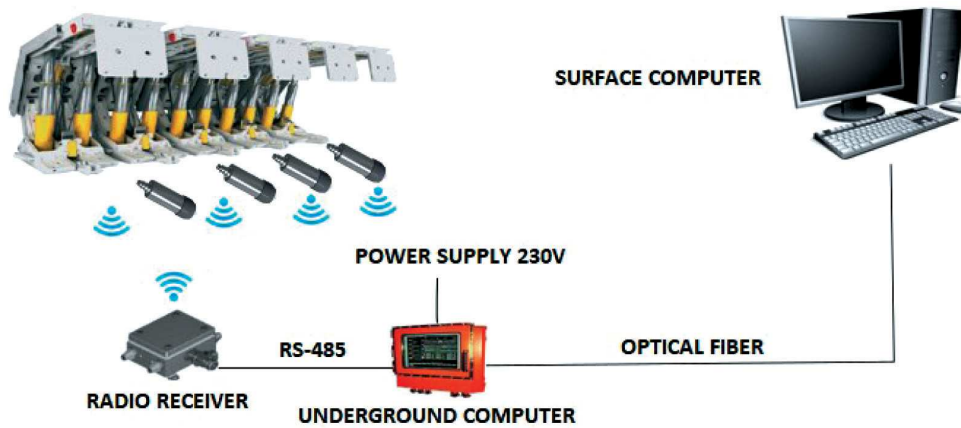 SURFACE COMPUTER
POWER SUPPLY 230V
RS-485
OPTICAL FIBER
RADIO RECEIVER
UNDERGROUND COMPUTER